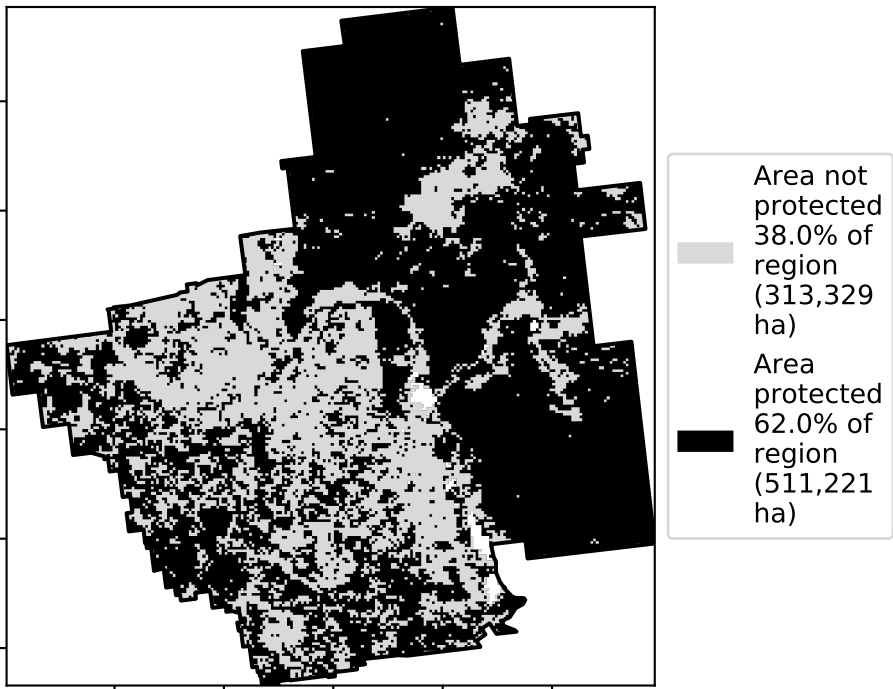 Area not
protected
38.0% of
region
(313,329
ha)
Area
protected
62.0% of
region
(511,221
ha)